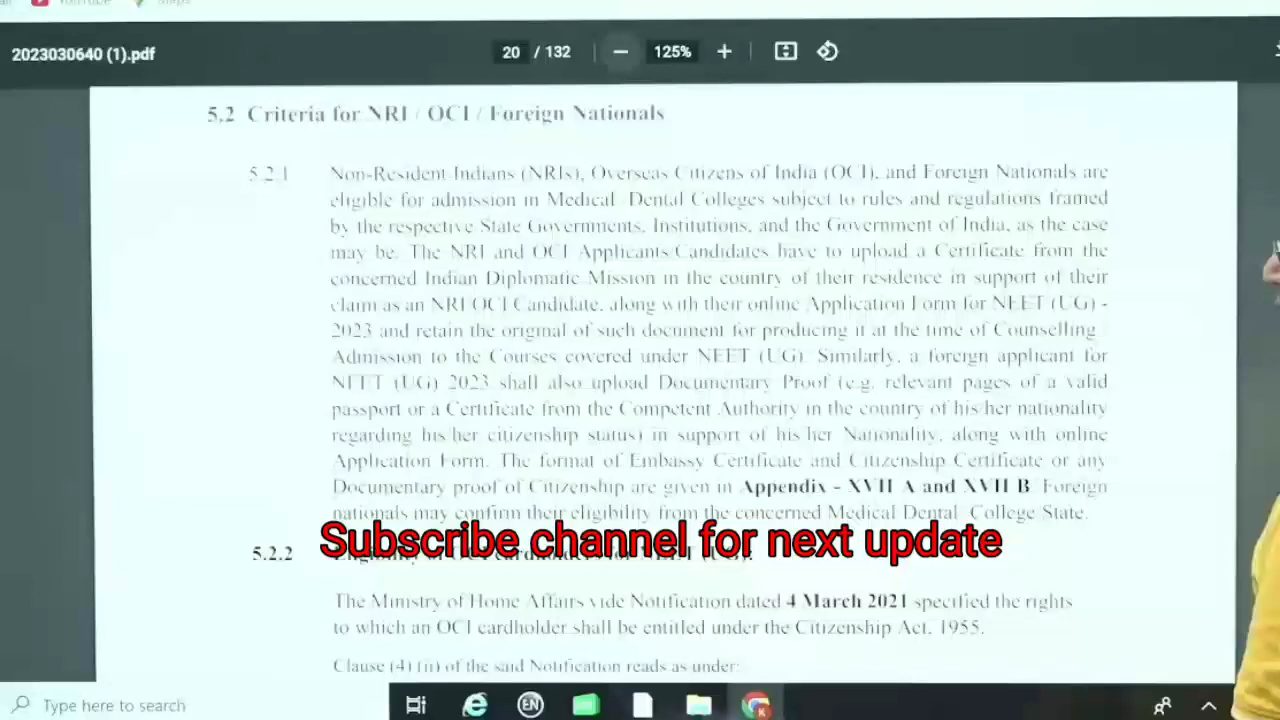 YouTube
Maps
2023030640 (1).pdf
20 / 132
125%
5.2 Criteria for NRI / OCI / Foreign Nationals
5.2.1 Non-Resident Indians (NRIs), Overseas Citizens of India (OCI), and Foreign Nationals are
eligible for admission in Medical Dental Colleges subject to rules and regulations framed
by the respective State Governments, Institutions, and the Government of India, as the case
may be. The NRI and OCI Applicants Candidates have to upload a Certificate from the
concerned Indian Diplomatic Mission in the country of their residence in support of their
claim as an NRI OCI Candidate, along with their online Application Form for NEET (UG) -
2023 and retain the original of such document for producing it at the time of Counselling
Admission to the Courses covered under NEET (UG). Similarly, a foreign applicant for
NEET (UG) 2023 shall also upload Documentary Proof (e.g. relevant pages of a valid
passport or a Certificate from the Competent Authority in the country of his/her nationality
regarding his/her citizenship status) in support of his/her Nationality, along with online
Application Form. The format of Embassy Certificate and Citizenship Certificate or any
Documentary proof of Citizenship are given in Appendix - XVII A and XVII B. Foreign
nationals may confirm their eligibility from the concerned Medical Dental College State.
Subscribe channel for next update
5.2.2 Eligibility of OCI cardholders for NEET (UG):
The Ministry of Home Affairs vide Notification dated 4 March 2021 specified the rights
to which an OCI cardholder shall be entitled under the Citizenship Act, 1955.
Clause (4) (ii) of the said Notification reads as under:
Type here to search
EN
K